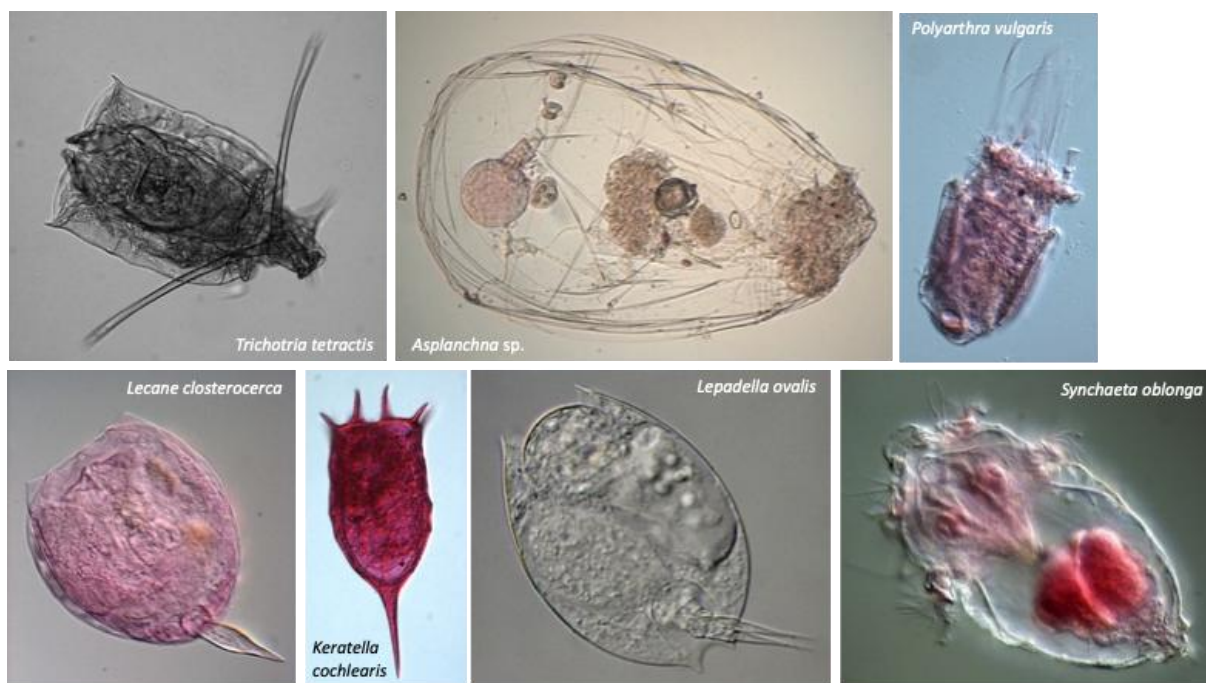 Trichotria tetractis
Asplanchna sp.
Polyarthra vulgaris
Lecane closterocerca
Keratella
cochlearis
Lepadella ovalis
Synchaeta oblonga